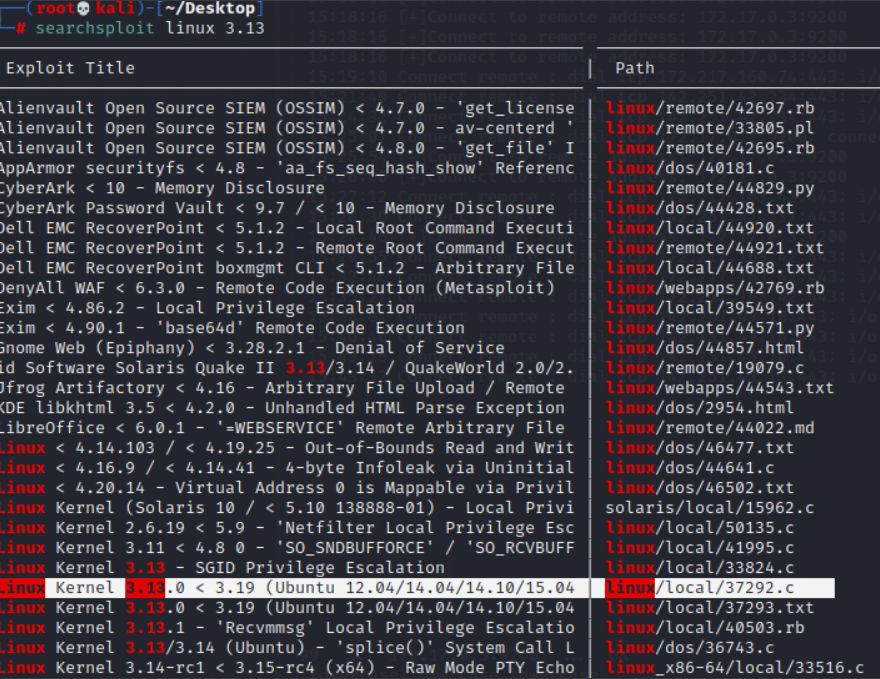 (root💀kali)-[~/Desktop]
# searchsploit linux 3.13
Exploit Title | Path
Alienvault Open Source SIEM (OSSIM) < 4.7.0 - 'get_license | linux/remote/42697.rb
Alienvault Open Source SIEM (OSSIM) < 4.7.0 - av-centerd ' | linux/remote/33805.pl
Alienvault Open Source SIEM (OSSIM) < 4.8.0 - 'get_file' I | linux/remote/42695.rb
AppArmor securityfs < 4.8 - 'aa_fs_seq_hash_show' Referenc | linux/dos/40181.c
CyberArk < 10 - Memory Disclosure | linux/remote/44829.py
CyberArk Password Vault < 9.7 / < 10 - Memory Disclosure | linux/dos/44428.txt
Dell EMC RecoverPoint < 5.1.2 - Local Root Command Executi | linux/local/44920.txt
Dell EMC RecoverPoint < 5.1.2 - Remote Root Command Execut | linux/remote/44921.txt
Dell EMC RecoverPoint boxmgmt CLI < 5.1.2 - Arbitrary File | linux/local/44688.txt
DenyAll WAF < 6.3.0 - Remote Code Execution (Metasploit) | linux/webapps/42769.rb
Exim < 4.86.2 - Local Privilege Escalation | linux/local/39549.txt
Exim < 4.90.1 - 'base64d' Remote Code Execution | linux/remote/44571.py
Gnome Web (Epiphany) < 3.28.2.1 - Denial of Service | linux/dos/44857.html
id Software Solaris Quake II 3.13/3.14 / QuakeWorld 2.0/2. | linux/remote/19079.c
Jfrog Artifactory < 4.16 - Arbitrary File Upload / Remote | linux/webapps/44543.txt
KDE libkhtml 3.5 < 4.2.0 - Unhandled HTML Parse Exception | linux/dos/2954.html
LibreOffice < 6.0.1 - '=WEBSERVICE' Remote Arbitrary File | linux/remote/44022.md
Linux < 4.14.103 / < 4.19.25 - Out-of-Bounds Read and Writ | linux/dos/46477.txt
Linux < 4.16.9 / < 4.14.41 - 4-byte Infoleak via Uninitial | linux/dos/44641.c
Linux < 4.20.14 - Virtual Address 0 is Mappable via Privil | linux/dos/46502.txt
Linux Kernel (Solaris 10 / < 5.10 138888-01) - Local Privi | solaris/local/15962.c
Linux Kernel 2.6.19 < 5.9 - 'Netfilter Local Privilege Esc | linux/local/50135.c
Linux Kernel 3.11 < 4.8 0 - 'SO_SNDBUFFORCE' / 'SO_RCVBUFF | linux/local/41995.c
Linux Kernel 3.13 - SGID Privilege Escalation | linux/local/33824.c
Linux Kernel 3.13.0 < 3.19 (Ubuntu 12.04/14.04/14.10/15.04 | linux/local/37292.c
Linux Kernel 3.13.0 < 3.19 (Ubuntu 12.04/14.04/14.10/15.04 | linux/local/37293.txt
Linux Kernel 3.13.1 - 'Recvmmsg' Local Privilege Escalatio | linux/local/40503.rb
Linux Kernel 3.13/3.14 (Ubuntu) - 'splice()' System Call L | linux/dos/36743.c
Linux Kernel 3.14-rc1 < 3.15-rc4 (x64) - Raw Mode PTY Echo | linux_x86-64/local/33516.c